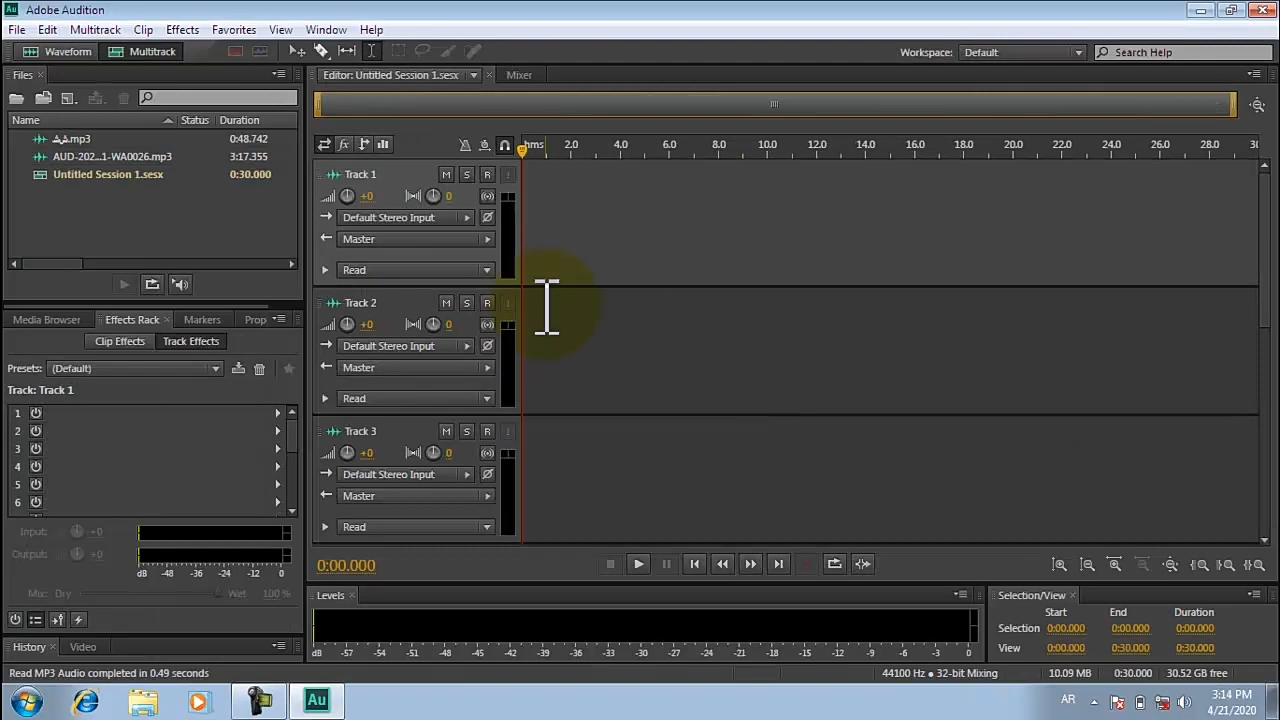 Au Adobe Audition
File Edit Multitrack Clip Effects Favorites View Window Help
Waveform Multitrack Workspace: Default Search Help
Files Editor: Untitled Session 1.sesx Mixer
Name Status Duration
hms 2.0 4.0 6.0 8.0 10.0 12.0 14.0 16.0 18.0 20.0 22.0 24.0 26.0 28.0
0:48.742
AUD-202...1-WA0026.mp3 3:17.355
Untitled Session 1.sesx 0:30.000
Track 1 M S R I
+0 0
Default Stereo Input
Master
Read
Track 2 M S R I
+0 0
Default Stereo Input
Master
Read
Track 3 M S R I
+0 0
Default Stereo Input
Master
Read
Media Browser Effects Rack Markers Prop
Clip Effects Track Effects
Presets: (Default)
Track: Track 1
1
2
3
4
5
6
Input: +0
Output: +0
dB -48 -36 -24 -12 0
Mix: Dry Wet 100 %
History Video
0:00.000
Levels
dB -57 -54 -51 -48 -45 -42 -39 -36 -33 -30 -27 -24 -21 -18 -15 -12 -9 -6 -3 0
Selection/View
Start End Duration
Selection 0:00.000 0:00.000 0:00.000
View 0:00.000 0:30.000 0:30.000
Read MP3 Audio completed in 0.49 seconds 44100 Hz • 32-bit Mixing 10.09 MB 0:30.000 30.52 GB free
Au AR 3:14 PM
4/21/2020